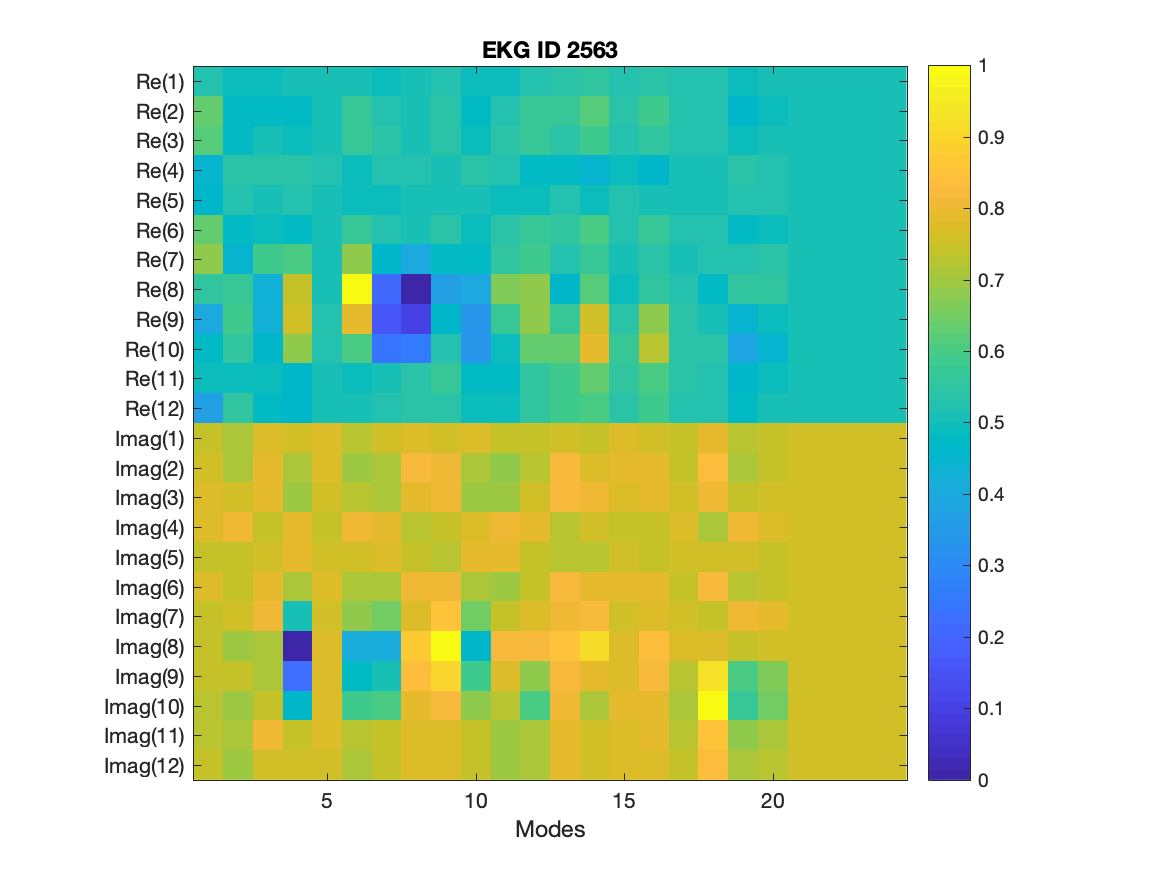 EKG ID 2563
Re(1)
Re(2)
Re(3)
Re(4)
Re(5)
Re(6)
Re(7)
Re(8)
Re(9)
Re(10)
Re(11)
Re(12)
Imag(1)
Imag(2)
Imag(3)
Imag(4)
Imag(5)
Imag(6)
Imag(7)
Imag(8)
Imag(9)
Imag(10)
Imag(11)
Imag(12)
5 10 15 20
Modes
1
0.9
0.8
0.7
0.6
0.5
0.4
0.3
0.2
0.1
0